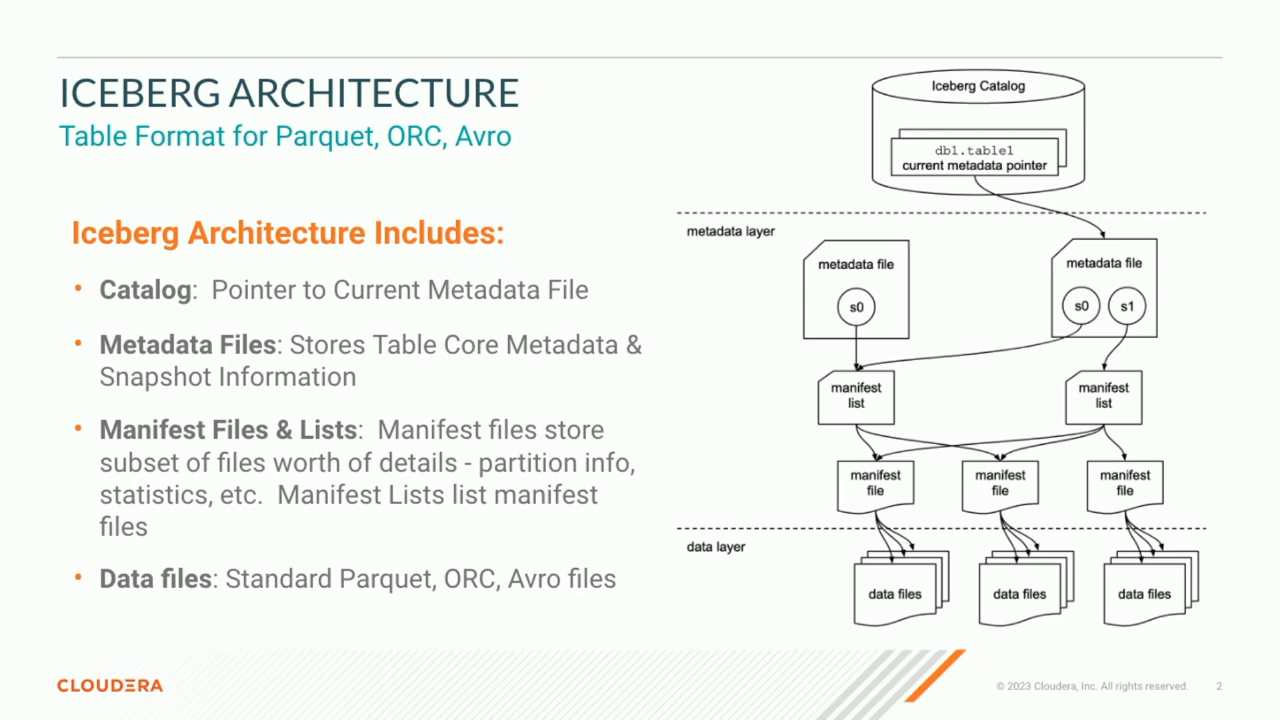 ICEBERG ARCHITECTURE
Table Format for Parquet, ORC, Avro
Iceberg Architecture Includes:
• Catalog: Pointer to Current Metadata File
• Metadata Files: Stores Table Core Metadata &
Snapshot Information
• Manifest Files & Lists: Manifest files store
subset of files worth of details - partition info,
statistics, etc. Manifest Lists list manifest
files
• Data files: Standard Parquet, ORC, Avro files
Iceberg Catalog
db1.table1
current metadata pointer
metadata layer
metadata file
s0
metadata file
s0
s1
manifest
list
manifest
list
manifest
file
manifest
file
manifest
file
data layer
data files
data files
data files
CLOUDERA
© 2023 Cloudera, Inc. All rights reserved.
2